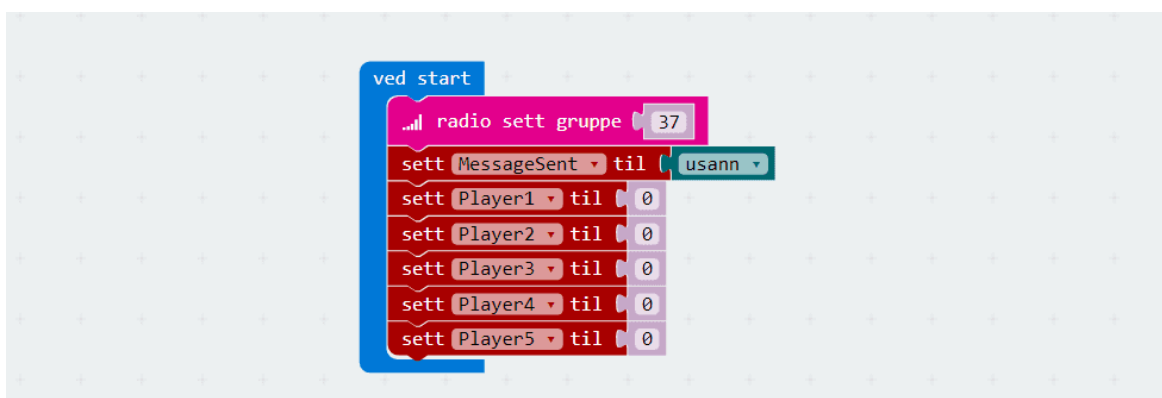 ved start
radio sett gruppe 37
sett MessageSent til usann
sett Player1 til 0
sett Player2 til 0
sett Player3 til 0
sett Player4 til 0
sett Player5 til 0